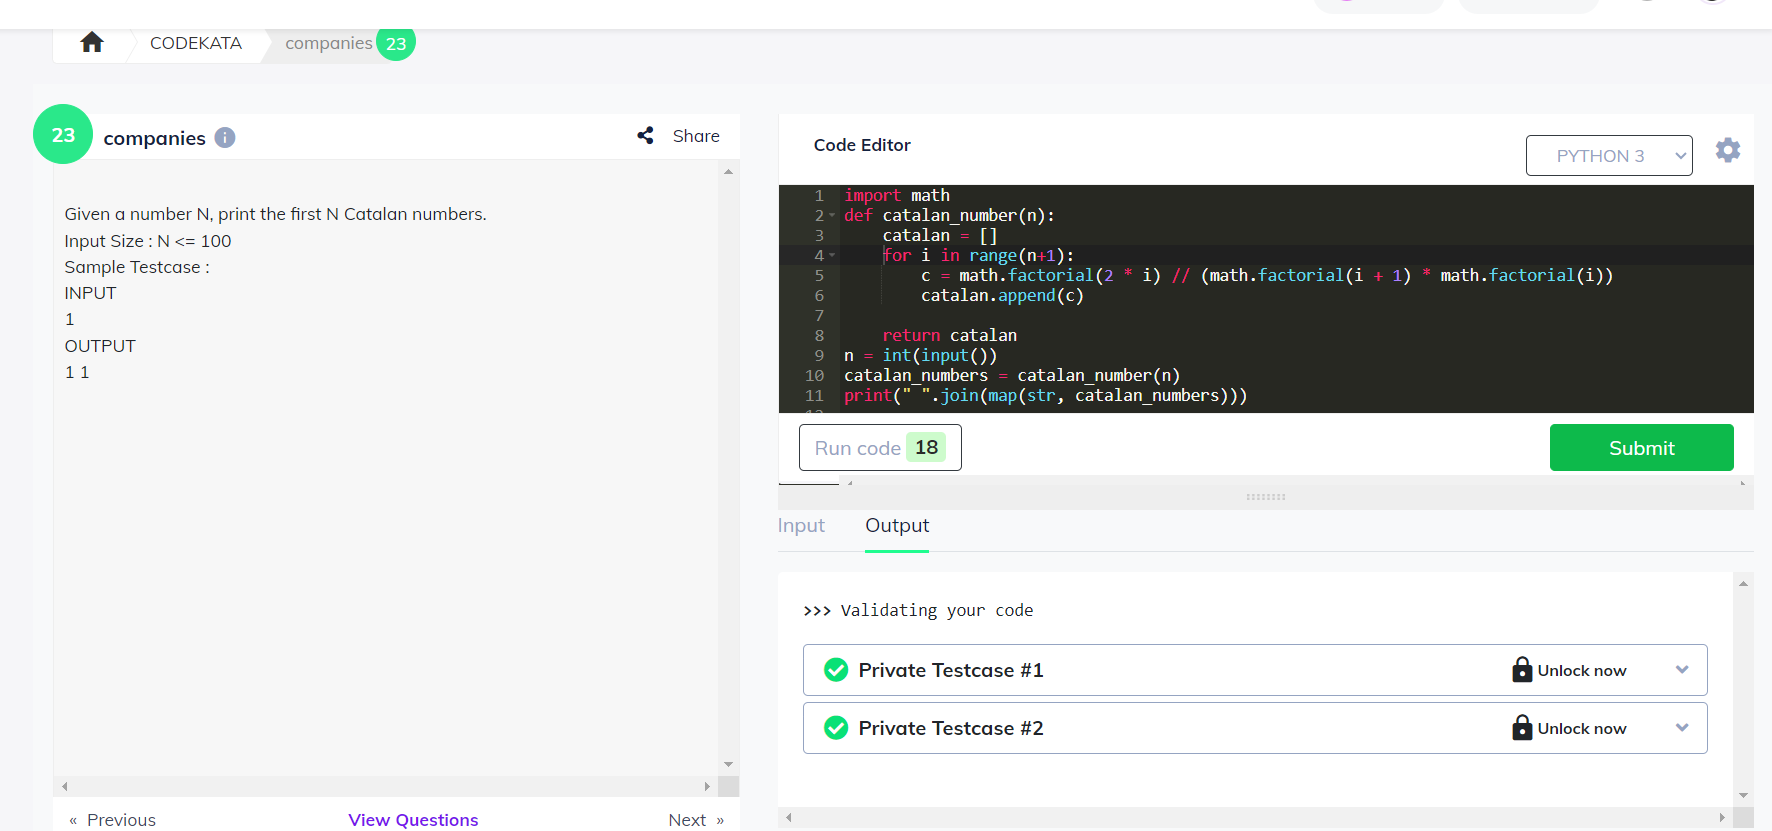 CODEKATA
companies 23
23 companies
Share
Given a number N, print the first N Catalan numbers.
Input Size : N <= 100
Sample Testcase :
INPUT
1
OUTPUT
1 1
« Previous
View Questions
Next »
Code Editor
PYTHON 3
1 import math
2 def catalan_number(n):
3     catalan = []
4     for i in range(n+1):
5         c = math.factorial(2 * i) // (math.factorial(i + 1) * math.factorial(i))
6         catalan.append(c)
7
8     return catalan
9 n = int(input())
10 catalan_numbers = catalan_number(n)
11 print(" ".join(map(str, catalan_numbers)))
Run code 18
Submit
Input Output
>>> Validating your code
Private Testcase #1 Unlock now
Private Testcase #2 Unlock now